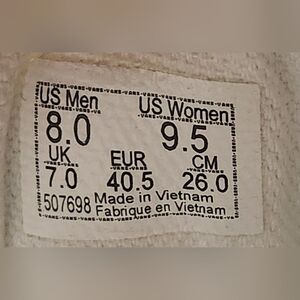 US Men US Women
8.0 9.5
UK EUR CM
7.0 40.5 26.0
507698 Made in Vietnam
Fabrique en Vietnam